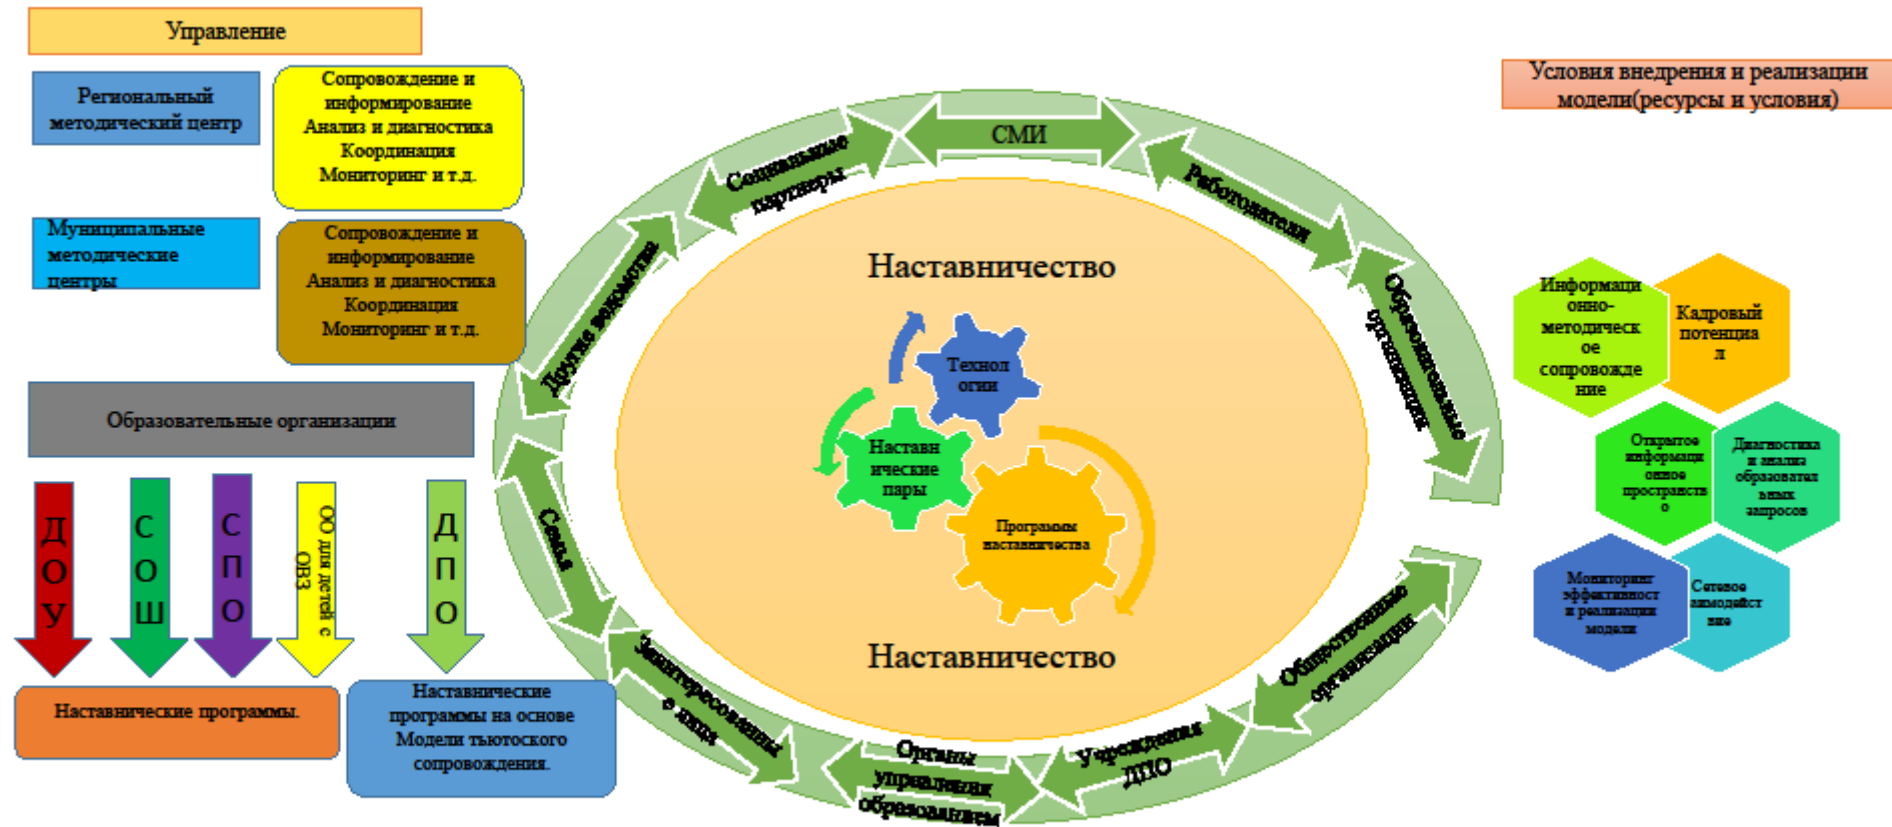 Управление
Региональный
методический центр
Сопровождение и
информирование
Анализ и диагностика
Координация
Мониторинг и т.д.
Муниципальные
методические
центры
Сопровождение и
информирование
Анализ и диагностика
Координация
Мониторинг и т.д.
Образовательные организации
ДОУ
СОШ
СПО
ОО для детей с
ОВЗ
ДПО
Наставнические программы.
Наставнические
программы на основе
Модели тьютоского
сопровождения.
СМИ
Работодатели
Образовательные
организации
Общественные
организации
Учреждения
ДПО
Органы
управления
образованием
Заинтересованны
е лица
Семья
Другие ведомства
Социальные
партнеры
Наставничество
Технол
огии
Наставн
ические
пары
Программы
наставничества
Наставничество
Условия внедрения и реализации
модели(ресурсы и условия)
Информаци
онно-
методическ
ое
сопровожде
ние
Кадровый
потенциа
л
Открытое
информаци
онное
пространств
о
Диагностика
и анализ
образовател
ьных
запросов
Мониторинг
эффективност
и реализации
модели
Сетевое
аимодейст
вие